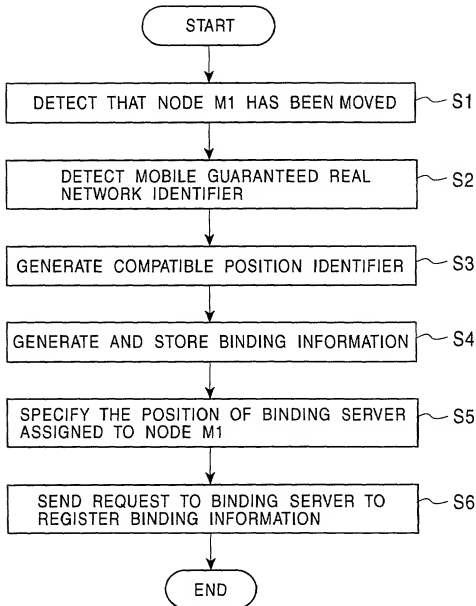 START
DETECT THAT NODE M1 HAS BEEN MOVED
S1
DETECT MOBILE GUARANTEED REAL
NETWORK IDENTIFIER
S2
GENERATE COMPATIBLE POSITION IDENTIFIER
S3
GENERATE AND STORE BINDING INFORMATION
S4
SPECIFY THE POSITION OF BINDING SERVER
ASSIGNED TO NODE M1
S5
SEND REQUEST TO BINDING SERVER TO
REGISTER BINDING INFORMATION
S6
END